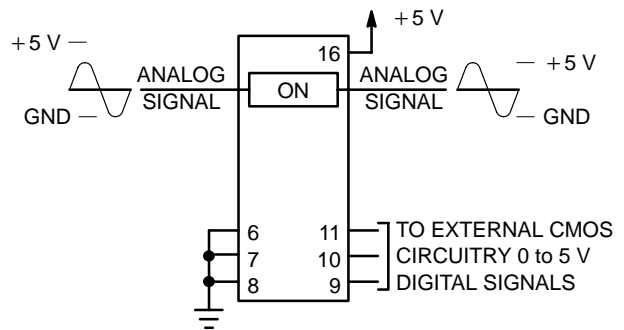 +5 V
16
+5 V
ANALOG
SIGNAL
ON
ANALOG
SIGNAL
+5 V
GND
GND
6
11
TO EXTERNAL CMOS
7
10
CIRCUITRY 0 to 5 V
8
9
DIGITAL SIGNALS